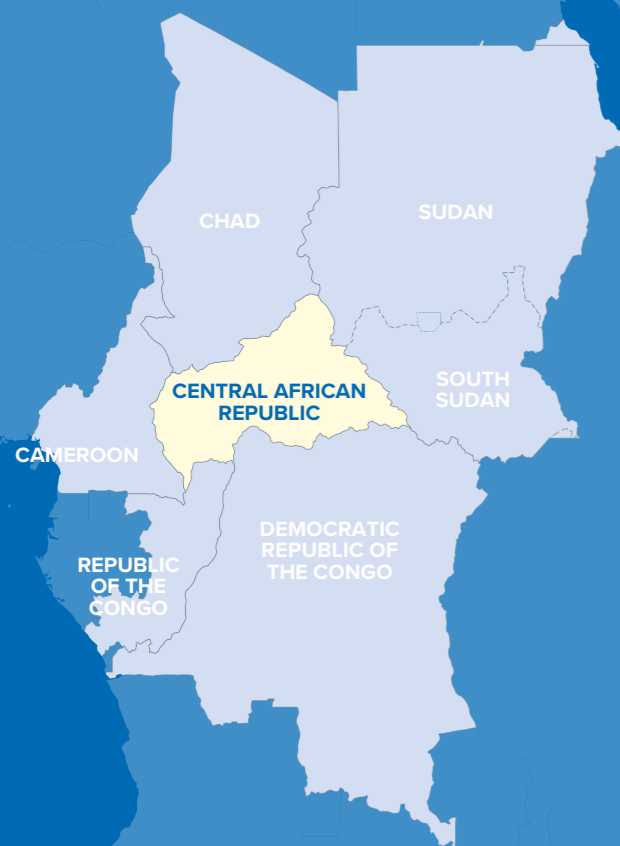 CHAD
SUDAN
CENTRAL AFRICAN
REPUBLIC
SOUTH
SUDAN
CAMEROON
DEMOCRATIC
REPUBLIC OF
THE CONGO
REPUBLIC
OF THE
CONGO